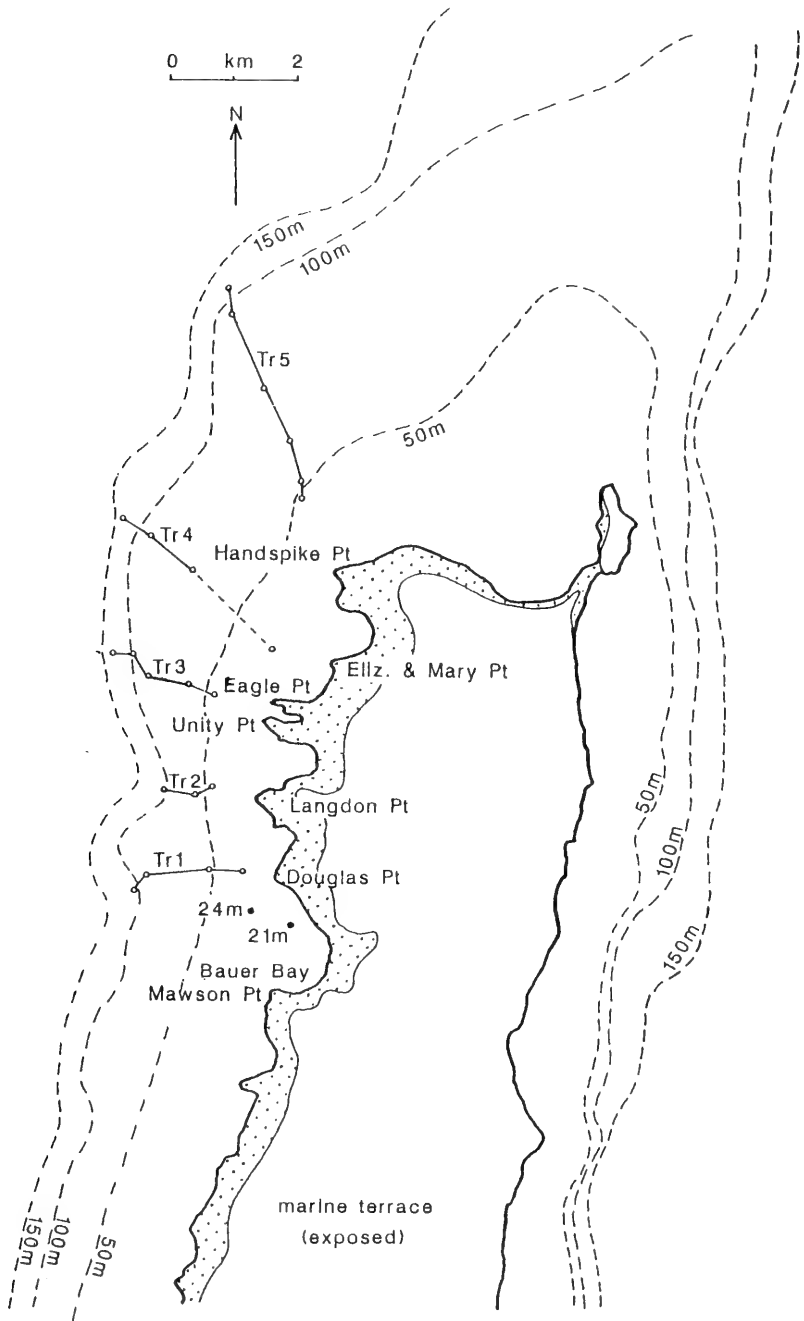 0 km 2
N
150m
100m
Tr5
50m
Tr4
Handspike Pt
Tr3
Eliz. & Mary Pt
Eagle Pt
Unity Pt
Tr2
50m
Langdon Pt
100m
Tr1
Douglas Pt
24m
21m
150m
Bauer Bay
Mawson Pt
marine terrace
(exposed)
150m
100m
50m